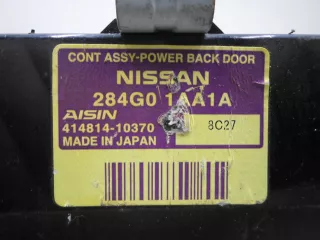 CONT ASSY-POWER BACK DOOR
NISSAN
284G0 1AA1A
AISIN
414814-10370 8C27
MADE IN JAPAN